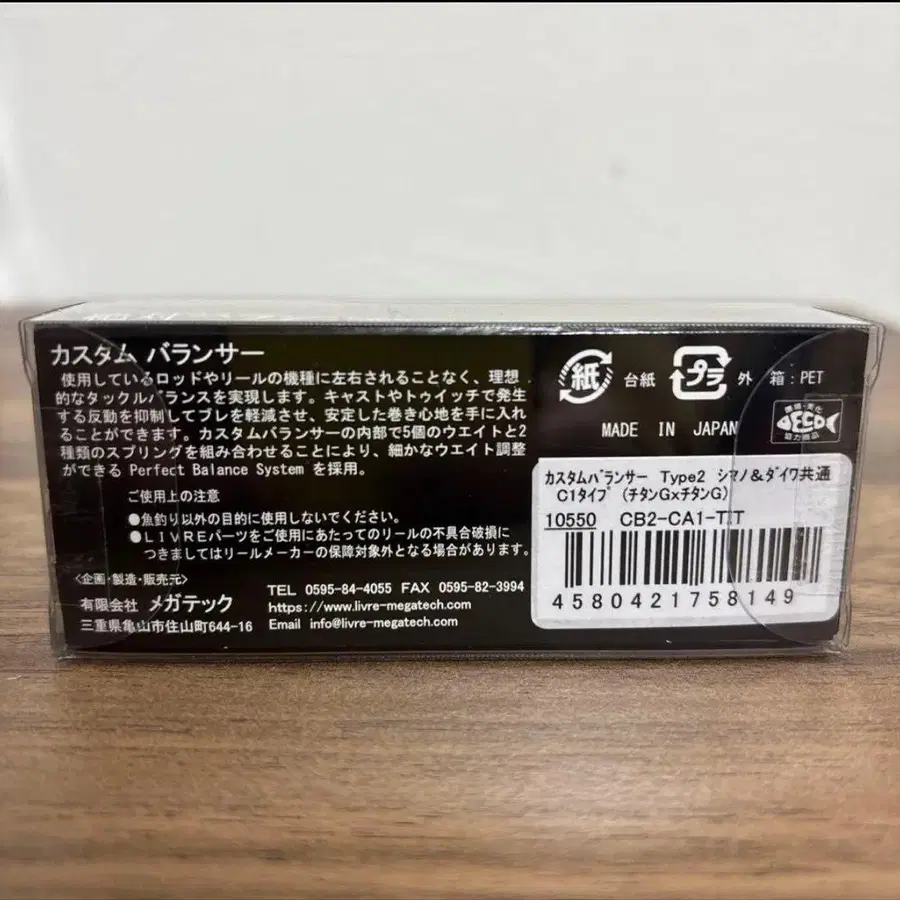 カスタム バランサー
使用しているロッドやリールの機種に左右されることなく、理想
的なタックルバランスを実現します。キャストやトゥイッチで発生
する反動を抑制してブレを軽減させ、安定した巻き心地を手に入れ
ることができます。カスタムバランサーの内部で5個のウエイトと2
種類のスプリングを組み合わせることにより、細かなウエイト調整
ができる Perfect Balance System を採用。
ご使用上の注意
●魚釣り以外の目的に使用しないでください。
●LIVREパーツをご使用にあたってのリールの不具合破損に
つきましてはリールメーカーの保障対象外となる場合があります。
<企画・製造・販売元>
有限会社 メガテック
三重県亀山市住山町644-16
TEL 0595-84-4055 FAX 0595-82-3994
https://www.livre-megatech.com
Email info@livre-megatech.com
紙 台紙 プラ 外 箱:PET
MADE IN JAPAN
ECO
カスタムバランサー Type2 シマノ&ダイワ共通
C1タイプ (チタンG×チタンG)
10550 CB2-CA1-TIT
4580421758149